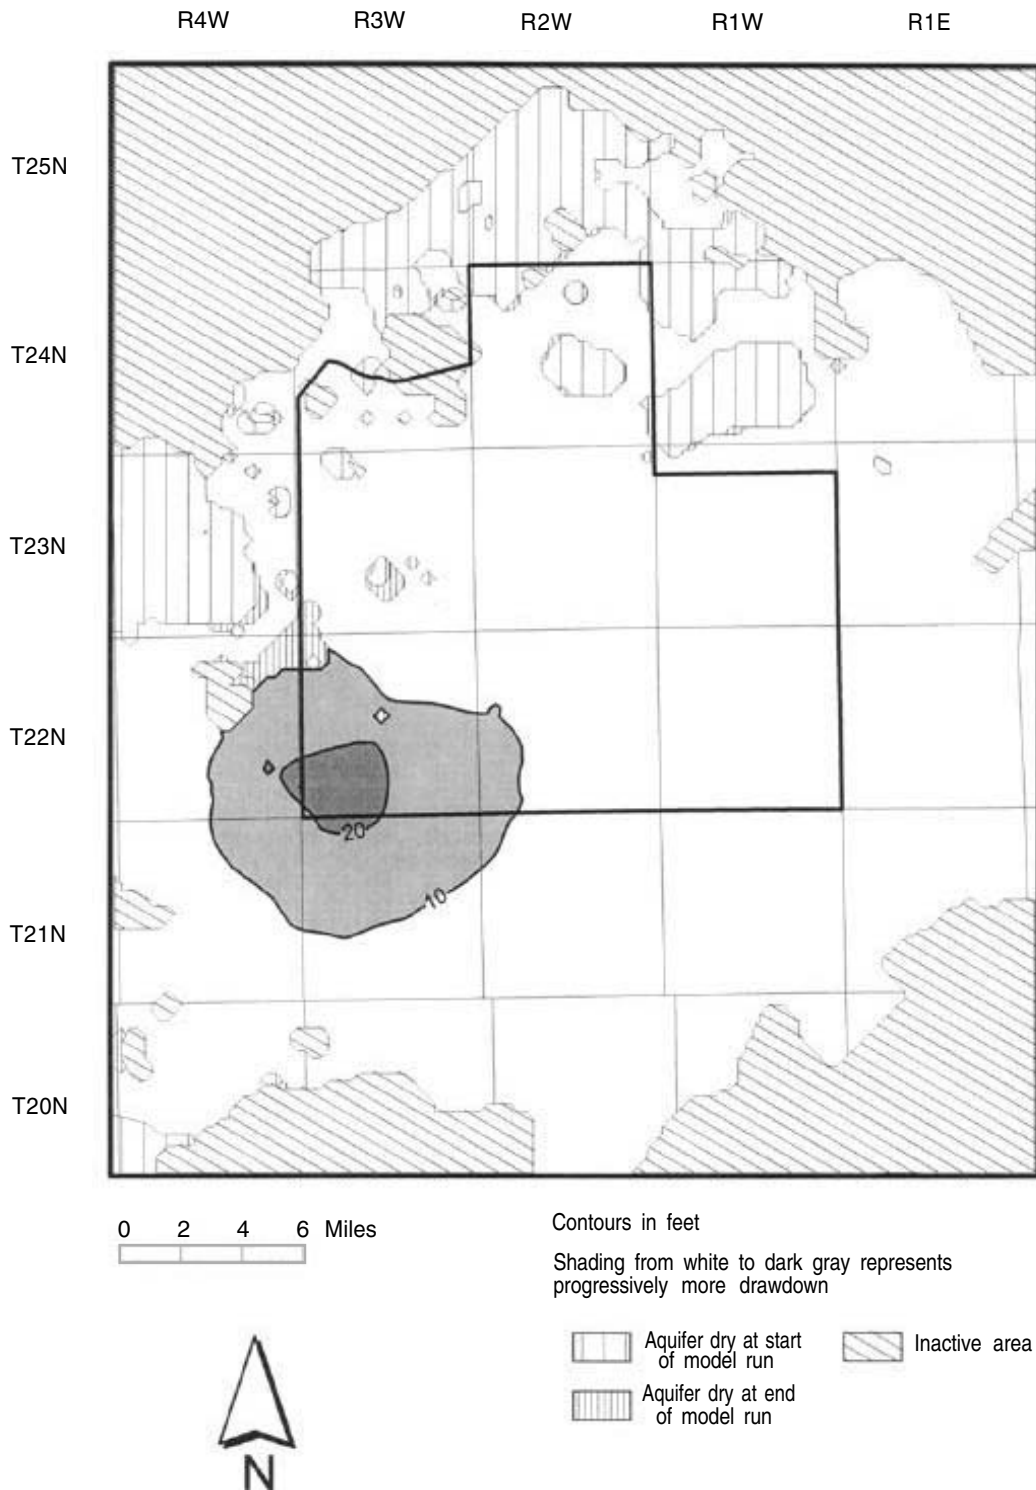 R4W R3W R2W R1W R1E
T25N
T24N
T23N
T22N
20
10
T21N
T20N
0 2 4 6 Miles
Contours in feet
Shading from white to dark gray represents
progressively more drawdown
Aquifer dry at start
of model run
Inactive area
Aquifer dry at end
of model run
N